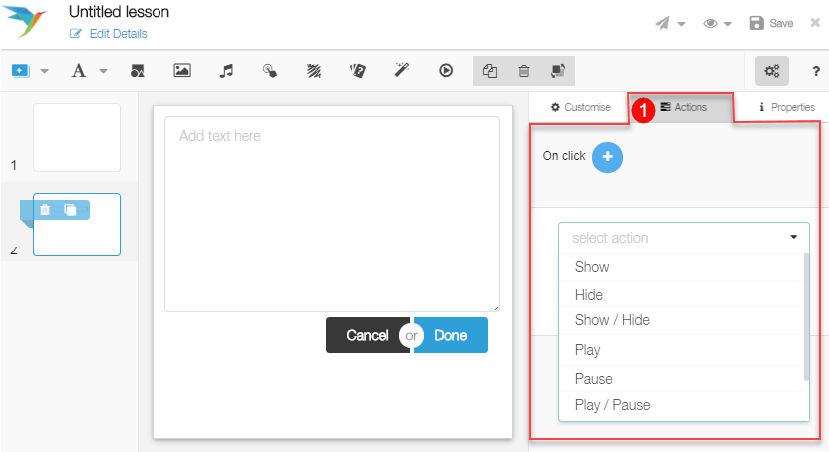 Untitled lesson
Edit Details
Save
A
?
Customise
1
Actions
Properties
1
2
Add text here
Cancel or Done
On click
select action
Show
Hide
Show / Hide
Play
Pause
Play / Pause